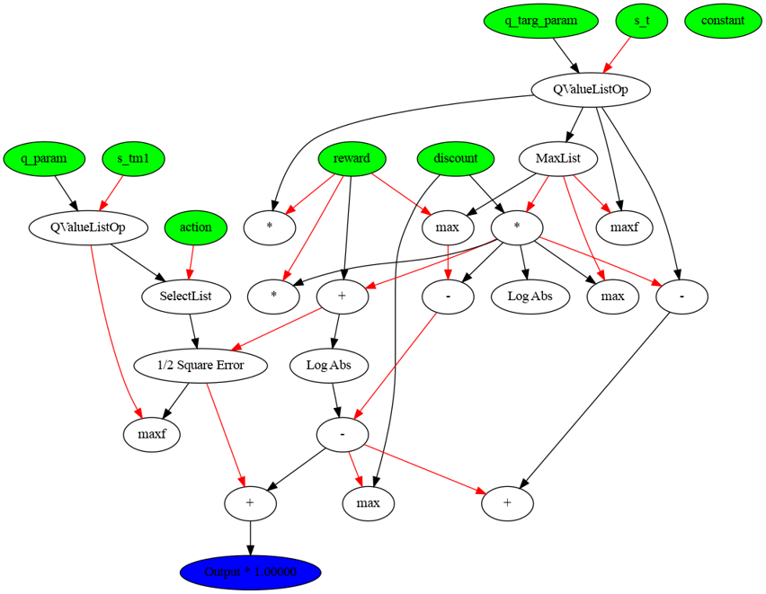 q_targ_param s_t constant
QValueListOp
q_param s_tm1 reward discount MaxList
QValueListOp action * max * maxf
SelectList * + - Log Abs max -
1/2 Square Error Log Abs
maxf -
+ max +
Output * 1.00000